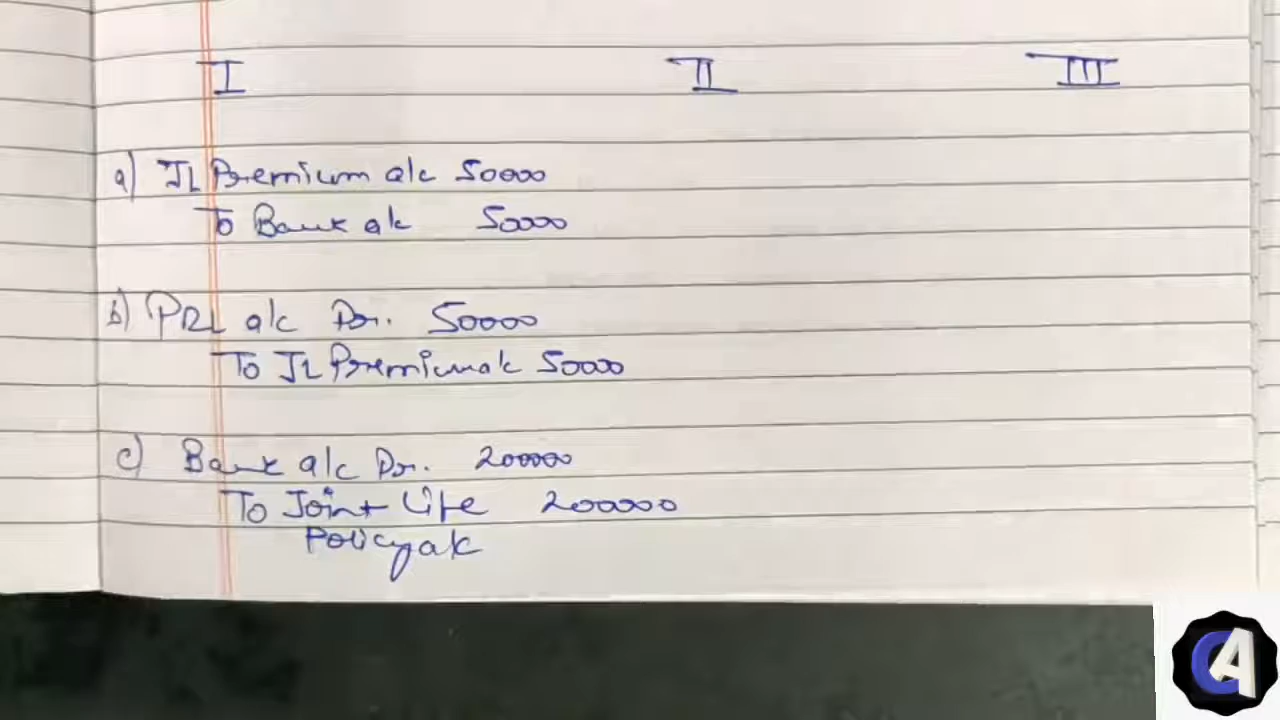 I II III
a) JL Premium a/c 50000
To Bank a/c 50000
b) P&L a/c Dr. 50000
To JL Premium a/c 50000
c) Bank a/c Dr. 200000
To Joint Life 200000
Policy a/c
CA